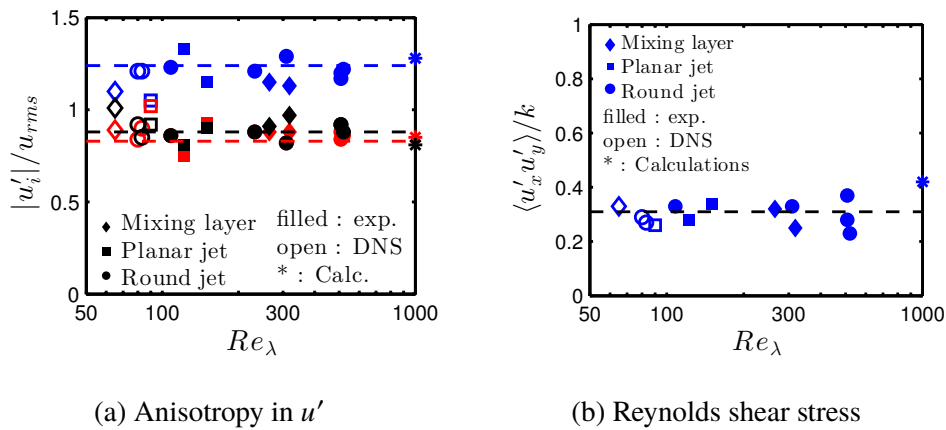 1.5
1
0.5
0
|u'_i|/u_{rms}
Mixing layer
Planar jet
Round jet
filled : exp.
open : DNS
* : Calc.
50 100 300 1000
Re_λ
(a) Anisotropy in u′
1
0.8
0.6
0.4
0.2
0
⟨u'_x u'_y⟩/k
Mixing layer
Planar jet
Round jet
filled : exp.
open : DNS
* : Calculations
50 100 300 1000
Re_λ
(b) Reynolds shear stress